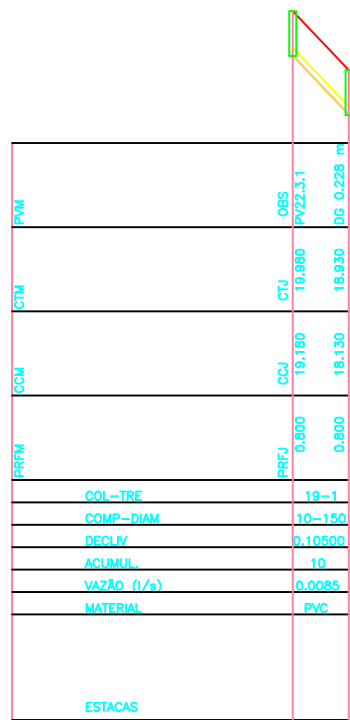 PVM OBS PV22.3.1 DG 0.228 m
CTM CTJ 19.980 18.930
CCM CCJ 19.180 18.130
PRFM PRFJ 0.800 0.800
COL-TRE 19-1
COMP-DIAM 10-150
DECLIV 0.10500
ACUMUL. 10
VAZÃO (l/s) 0.0085
MATERIAL PVC
ESTACAS